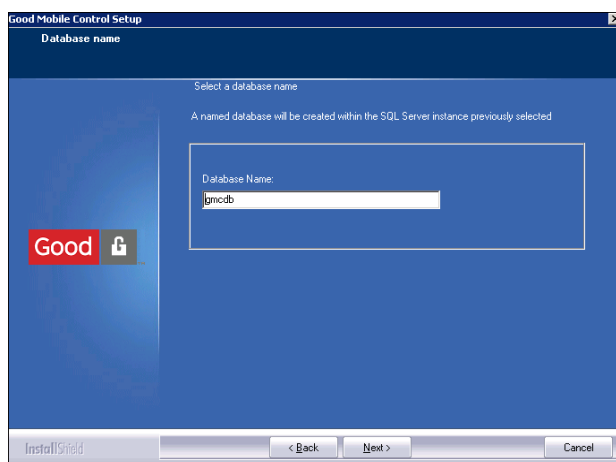 Good Mobile Control Setup
Database name
Select a database name
A named database will be created within the SQL Server instance previously selected
Database Name:
gmcdb
Good
InstallShield
< Back
Next >
Cancel